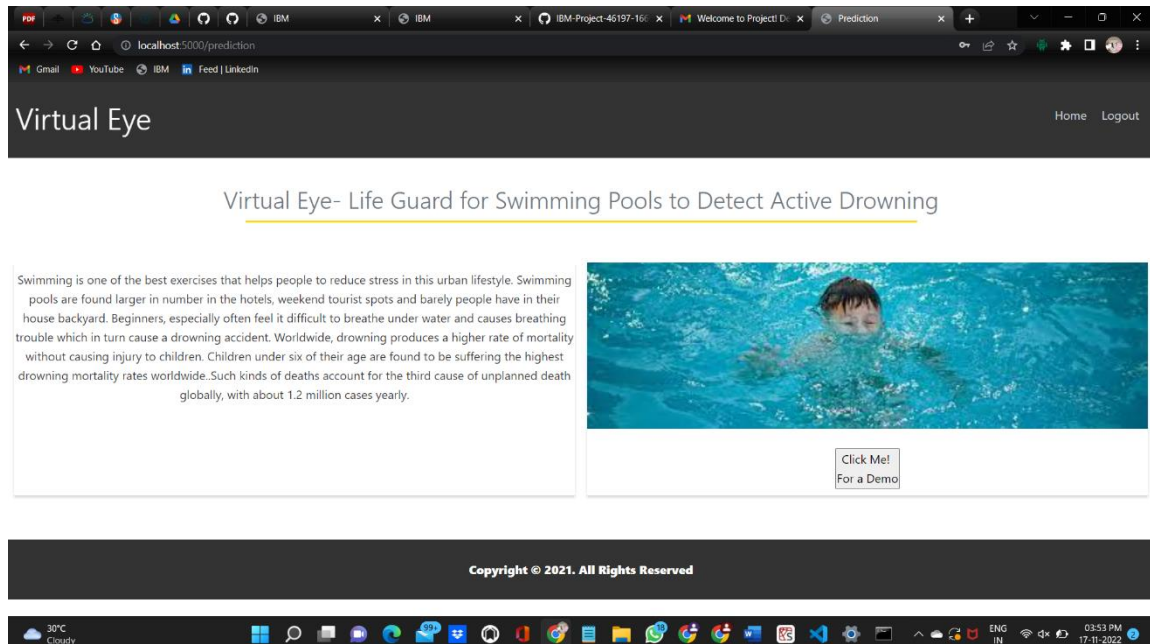 PDF
IBM
IBM
IBM-Project-46197-166
Welcome to Project! De
Prediction
localhost:5000/prediction
Gmail
YouTube
IBM
Feed | LinkedIn
Virtual Eye
Home
Logout
Virtual Eye- Life Guard for Swimming Pools to Detect Active Drowning
Swimming is one of the best exercises that helps people to reduce stress in this urban lifestyle. Swimming
pools are found larger in number in the hotels, weekend tourist spots and barely people have in their
house backyard. Beginners, especially often feel it difficult to breathe under water and causes breathing
trouble which in turn cause a drowning accident. Worldwide, drowning produces a higher rate of mortality
without causing injury to children. Children under six of their age are found to be suffering the highest
drowning mortality rates worldwide..Such kinds of deaths account for the third cause of unplanned death
globally, with about 1.2 million cases yearly.
Click Me!
For a Demo
Copyright © 2021. All Rights Reserved
30°C
Cloudy
99+
18
ENG
IN
03:53 PM
17-11-2022
2